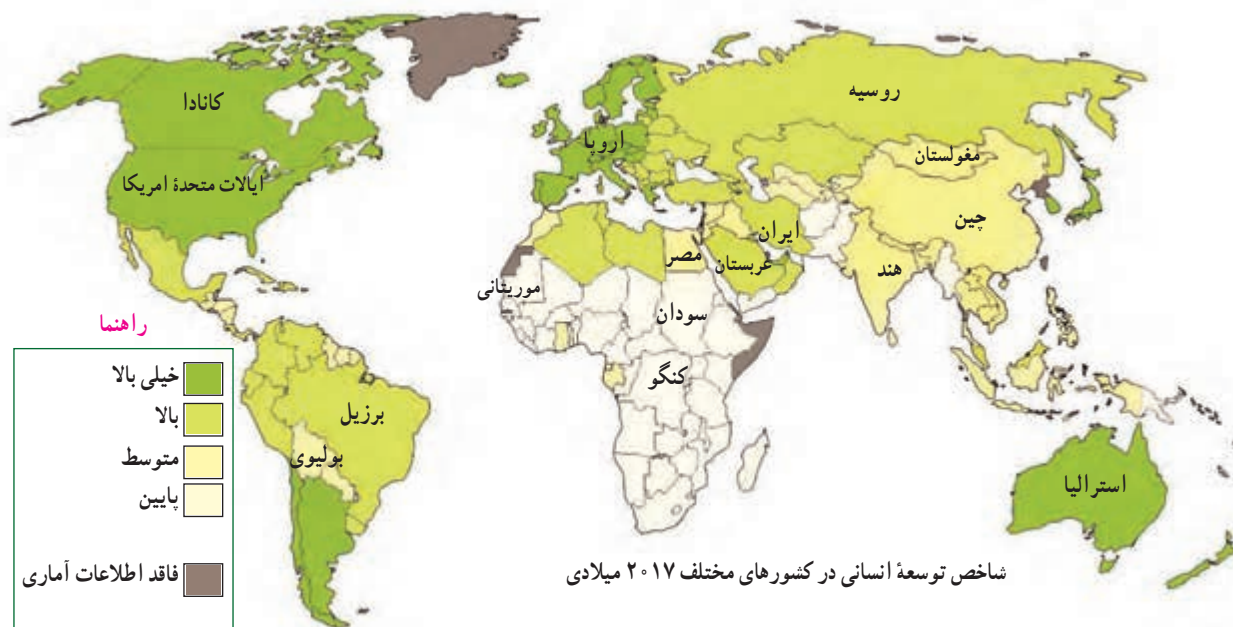 کانادا
ایالات متحدهٔ امریکا
اروپا
روسیه
مغولستان
چین
ایران
هند
مصر
عربستان
موریتانی
سودان
کنگو
برزیل
بولیوی
استرالیا
راهنما
خیلی بالا
بالا
متوسط
پایین
فاقد اطلاعات آماری
شاخص توسعهٔ انسانی در کشورهای مختلف ۲۰۱۷ میلادی